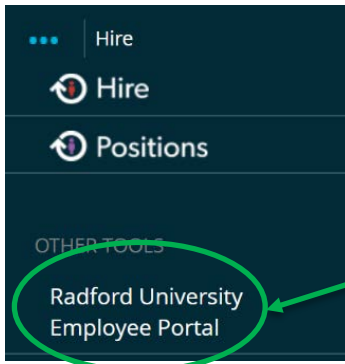 ••• Hire
Hire
Positions
OTHER TOOLS
Radford University
Employee Portal